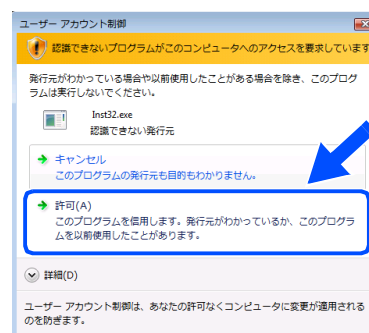 ユーザー アカウント制御
認識できないプログラムがこのコンピュータへのアクセスを要求しています
発行元がわかっている場合や以前使用したことがある場合を除き、このプログ
ラムは実行しないでください。
Inst32.exe
認識できない発行元
キャンセル
このプログラムの発行元も目的もわかりません。
許可(A)
このプログラムを信用します。発行元がわかっているか、このプログラ
ムを以前使用したことがあります。
詳細(D)
ユーザー アカウント制御は、あなたの許可なくコンピュータに変更が適用される
のを防ぎます。